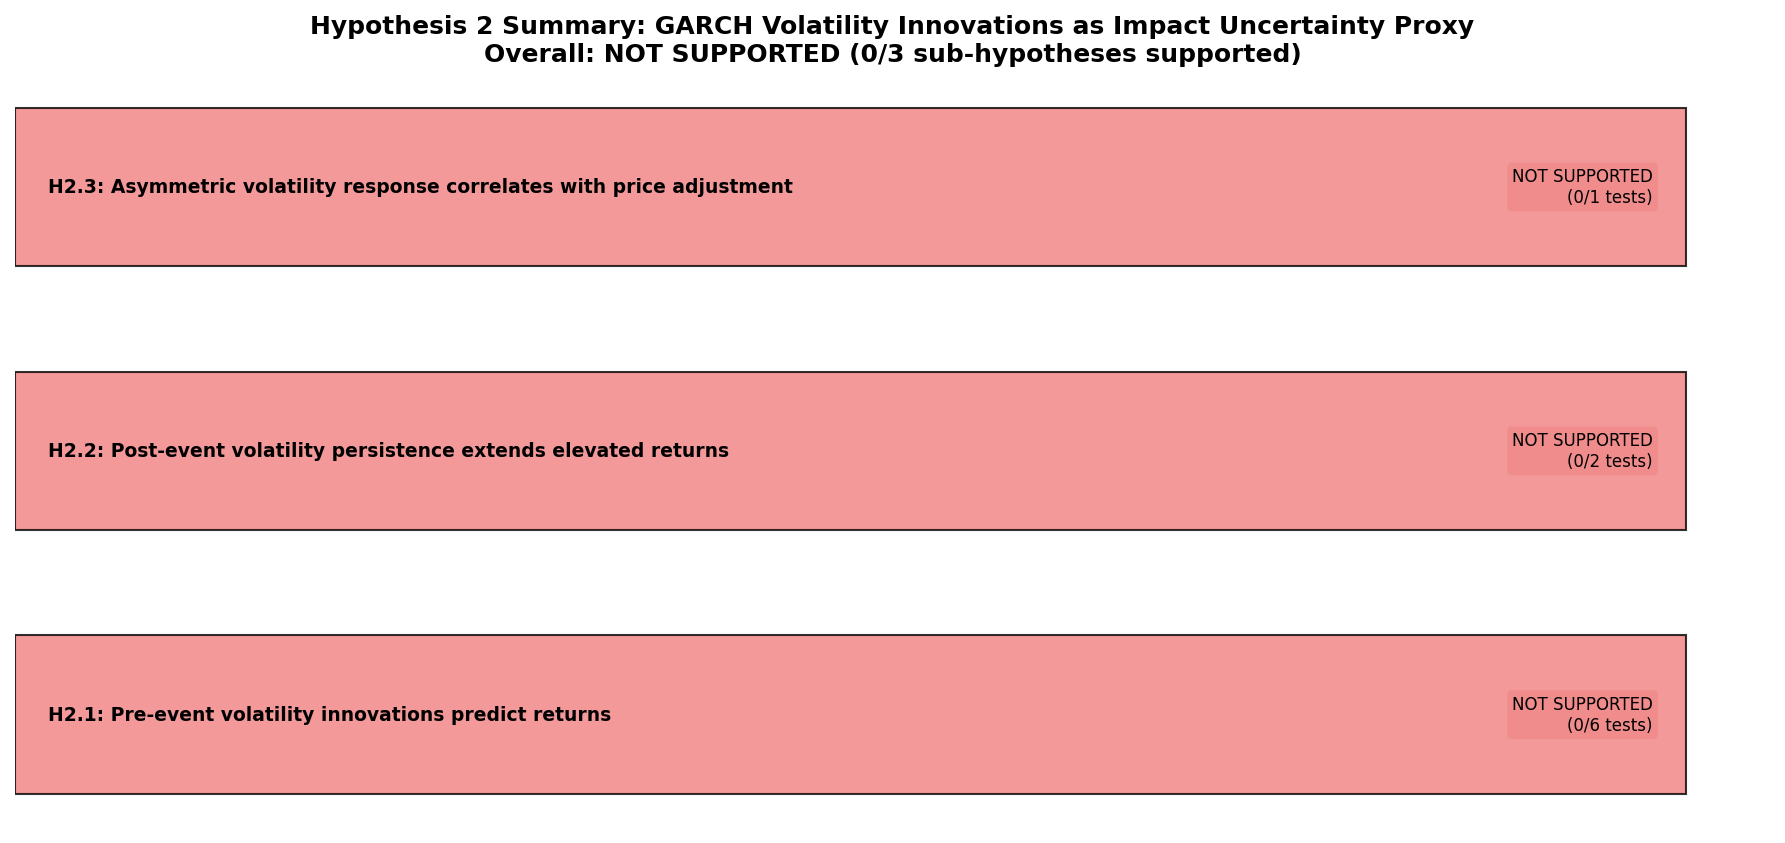 Hypothesis 2 Summary: GARCH Volatility Innovations as Impact Uncertainty Proxy
Overall: NOT SUPPORTED (0/3 sub-hypotheses supported)
H2.3: Asymmetric volatility response correlates with price adjustment
NOT SUPPORTED
(0/1 tests)
H2.2: Post-event volatility persistence extends elevated returns
NOT SUPPORTED
(0/2 tests)
H2.1: Pre-event volatility innovations predict returns
NOT SUPPORTED
(0/6 tests)